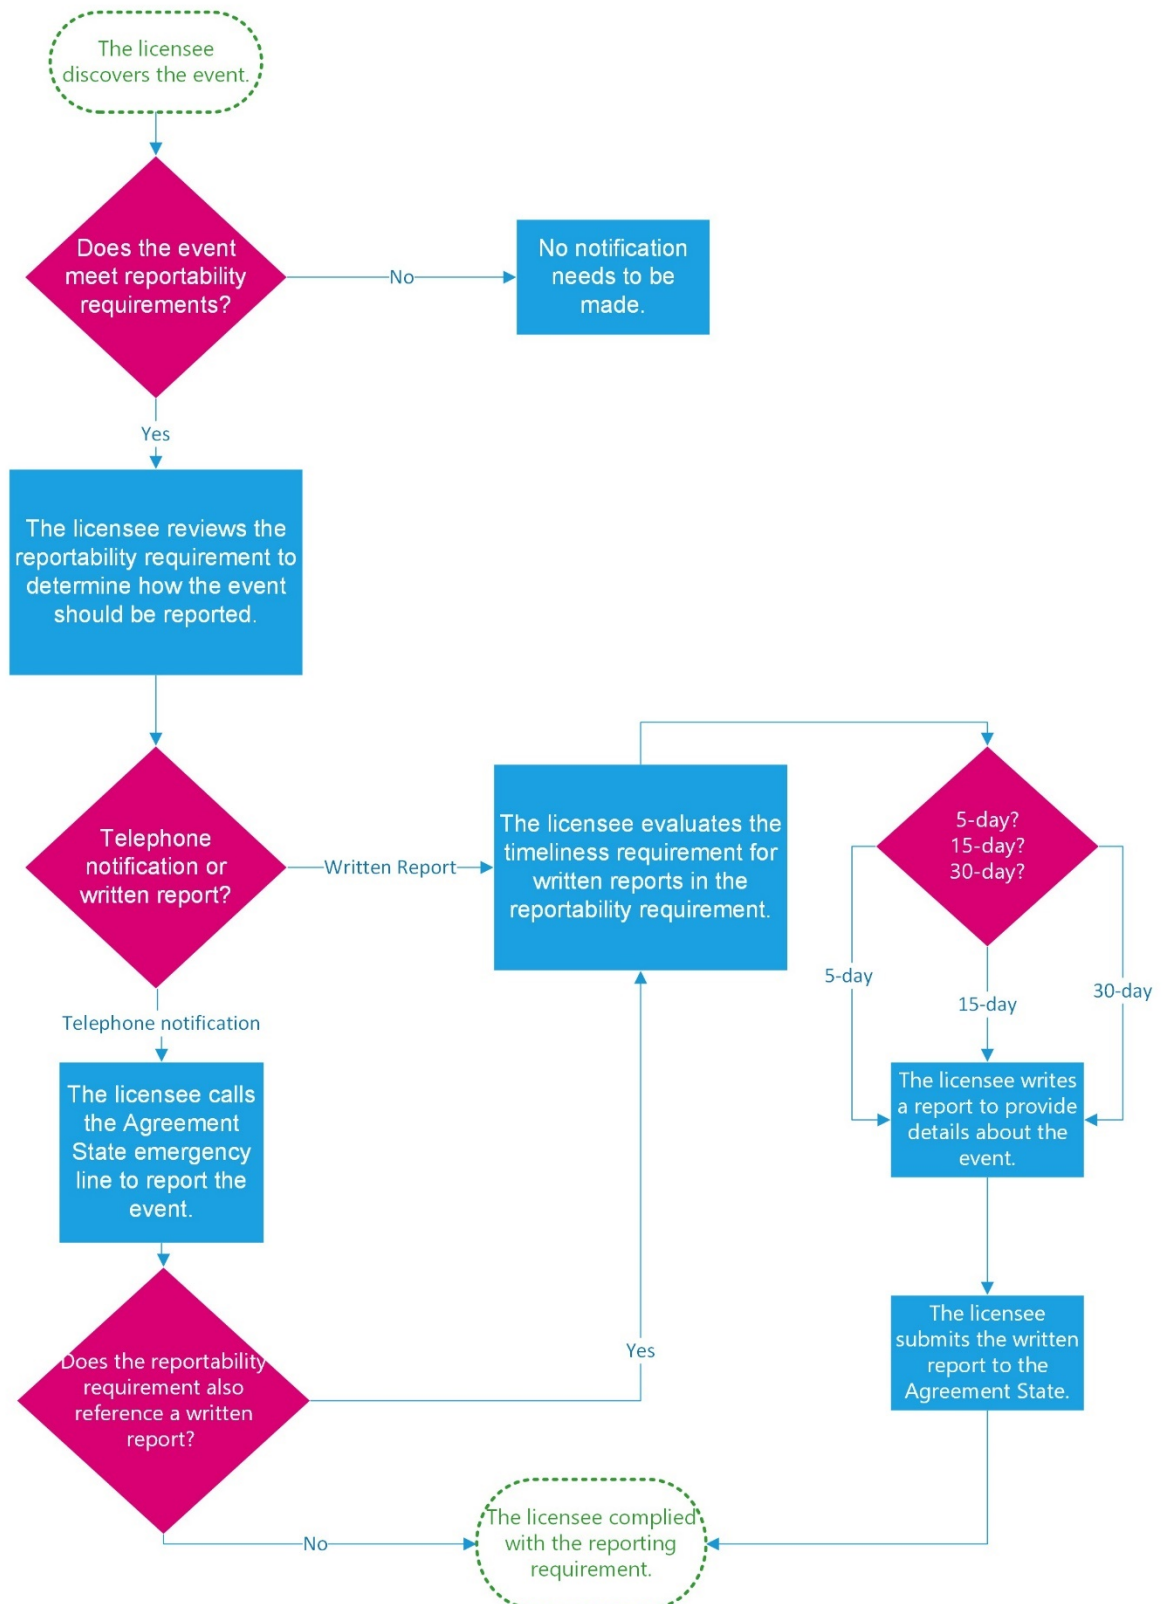 The licensee
discovers the event.
Does the event
meet reportability
requirements?
No
No notification
needs to be
made.
Yes
The licensee reviews the
reportability requirement to
determine how the event
should be reported.
Telephone
notification or
written report?
Written Report
The licensee evaluates the
timeliness requirement for
written reports in the
reportability requirement.
5-day?
15-day?
30-day?
5-day
15-day
30-day
Telephone notification
The licensee calls
the Agreement
State emergency
line to report the
event.
The licensee writes
a report to provide
details about the
event.
Does the reportability
requirement also
reference a written
report?
Yes
The licensee
submits the written
report to the
Agreement State.
No
The licensee complied
with the reporting
requirement.